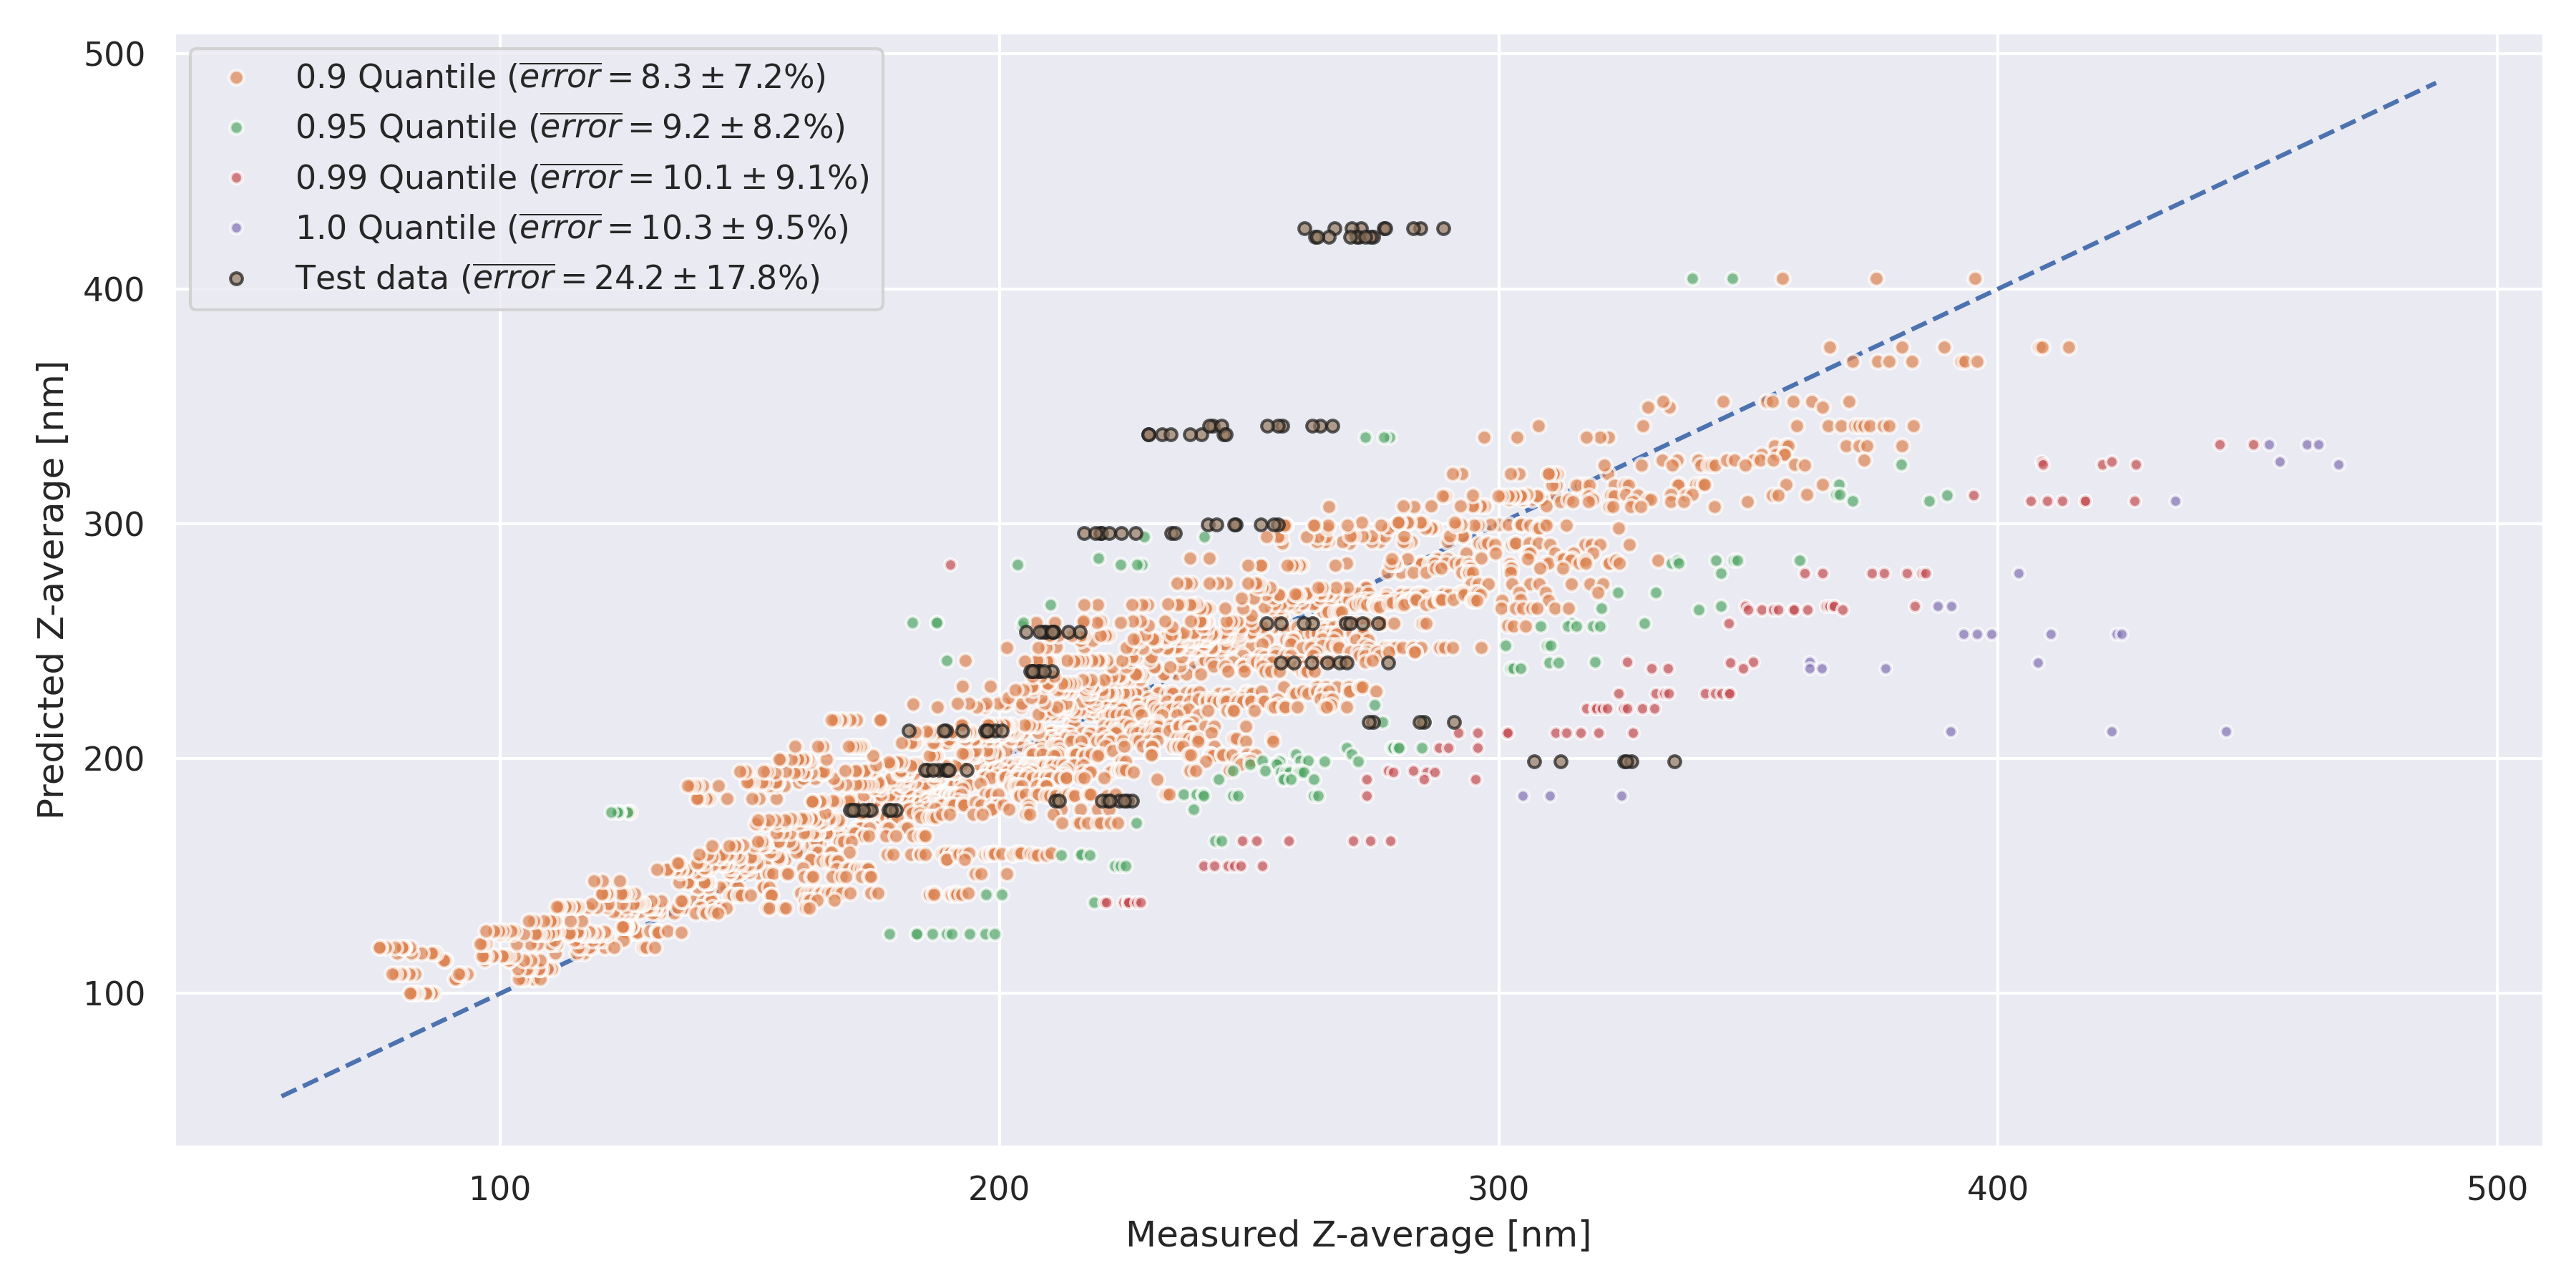 0.9 Quantile (error = 8.3 ± 7.2%)
0.95 Quantile (error = 9.2 ± 8.2%)
0.99 Quantile (error = 10.1 ± 9.1%)
1.0 Quantile (error = 10.3 ± 9.5%)
Test data (error = 24.2 ± 17.8%)
500
400
300
200
100
Predicted Z-average [nm]
100 200 300 400 500
Measured Z-average [nm]